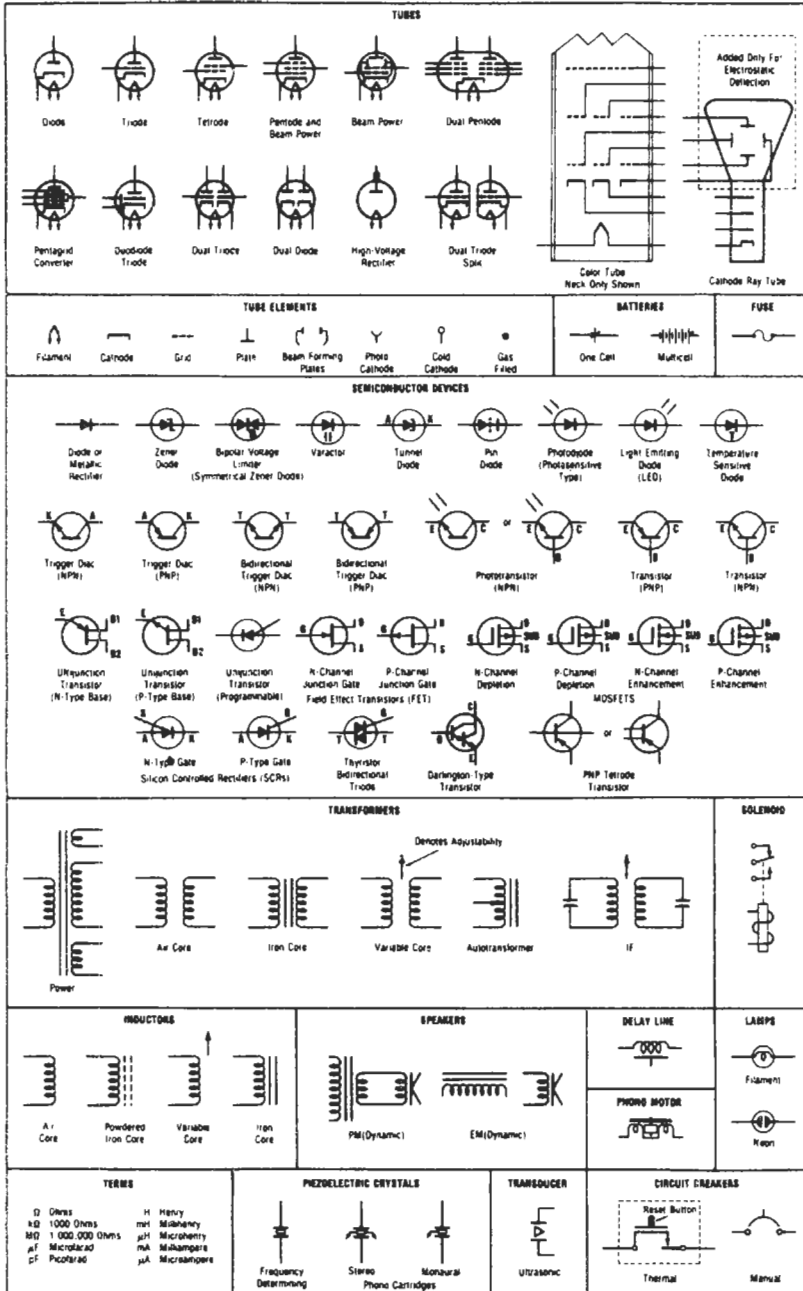 TUBES
Diode
Triode
Tetrode
Pentode and
Beam Power
Beam Power
Dual Pentode
Added Only For
Electrostatic
Deflection
Pentagrid
Converter
Duodiode
Triode
Dual Triode
Dual Diode
High-Voltage
Rectifier
Dual Triode
Split
Color Tube
Neck Only Shown
Cathode Ray Tube
TUBE ELEMENTS
Filament
Cathode
Grid
Plate
Beam Forming
Plates
Photo
Cathode
Cold
Cathode
Gas
Filled
BATTERIES
One Cell
Multicell
FUSE
SEMICONDUCTOR DEVICES
A K
Diode or
Metallic
Rectifier
Zener
Diode
Bipolar Voltage
Limiter
(Symmetrical Zener Diode)
Varactor
Tunnel
Diode
Pin
Diode
Photodiode
(Photosensitive
Type)
Light Emitting
Diode
(LED)
Temperature
Sensitive
Diode
K A
A K
T T
T T
E C
or
E C B
E C B
E C B
Trigger Diac
(NPN)
Trigger Diac
(PNP)
Bidirectional
Trigger Diac
(NPN)
Bidirectional
Trigger Diac
(PNP)
Phototransistor
(NPN)
Transistor
(PNP)
Transistor
(NPN)
E B1 B2
E B1 B2
G D S
G D S
G D SUB S
G D SUB S
G D SUB S
G D SUB S
Unijunction
Transistor
(N-Type Base)
Unijunction
Transistor
(P-Type Base)
Unijunction
Transistor
(Programmable)
N-Channel
Junction Gate
P-Channel
Junction Gate
Field Effect Transistors (FET)
N-Channel
Depletion
P-Channel
Depletion
N-Channel
Enhancement
P-Channel
Enhancement
MOSFETS
A K
A K
T T G
B C E
or
N-Type Gate
P-Type Gate
Silicon Controlled Rectifiers (SCRs)
Thyristor
Bidirectional
Triode
Darlington-Type
Transistor
PNP Tetrode
Transistor
TRANSFORMERS
Denotes Adjustability
Power
Air Core
Iron Core
Variable Core
Autotransformer
IF
SOLENOID
INDUCTORS
Air
Core
Powdered
Iron Core
Variable
Core
Iron
Core
SPEAKERS
PM(Dynamic)
EM(Dynamic)
DELAY LINE
PHONO MOTOR
LAMPS
Filament
Neon
TERMS
Ω Ohms
kΩ 1000 Ohms
MΩ 1 000.000 Ohms
μF Microfarad
pF Picofarad
H Henry
mH Millihenry
μH Microhenry
mA Milliampere
μA Microampere
PIEZOELECTRIC CRYSTALS
Frequency
Determining
Stereo
Monaural
Phono Cartridges
TRANSDUCER
Ultrasonic
CIRCUIT BREAKERS
Reset Button
Thermal
Manual